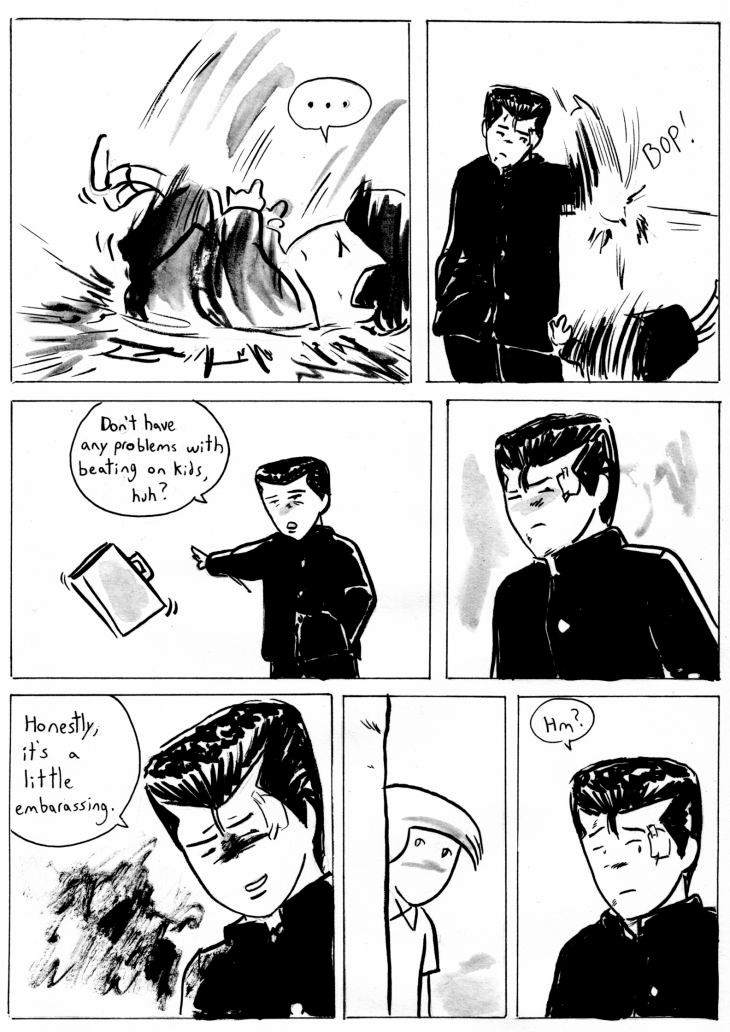 ...
BOP!
Don't have
any problems with
beating on kids,
huh?
Honestly,
it's a
little
embarassing.
Hm?